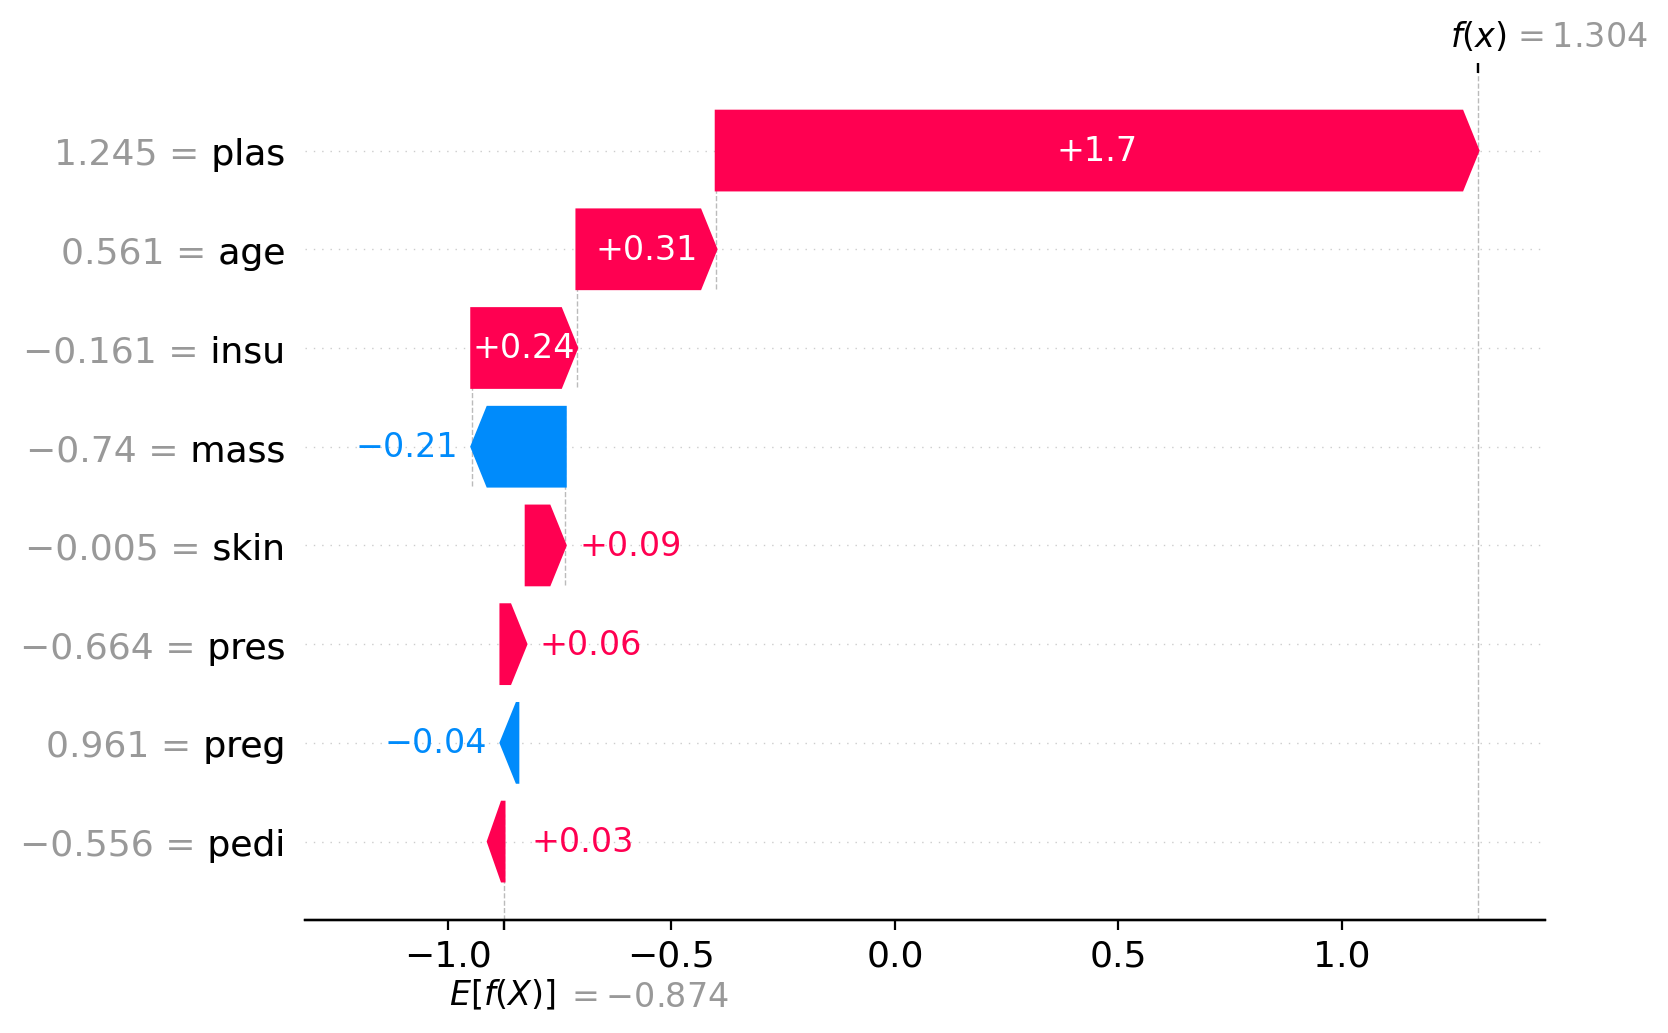 f(x) = 1.304
1.245 = plas +1.7
0.561 = age +0.31
−0.161 = insu +0.24
−0.74 = mass −0.21
−0.005 = skin +0.09
−0.664 = pres +0.06
0.961 = preg −0.04
−0.556 = pedi +0.03
−1.0 −0.5 0.0 0.5 1.0
E[f(X)] = −0.874